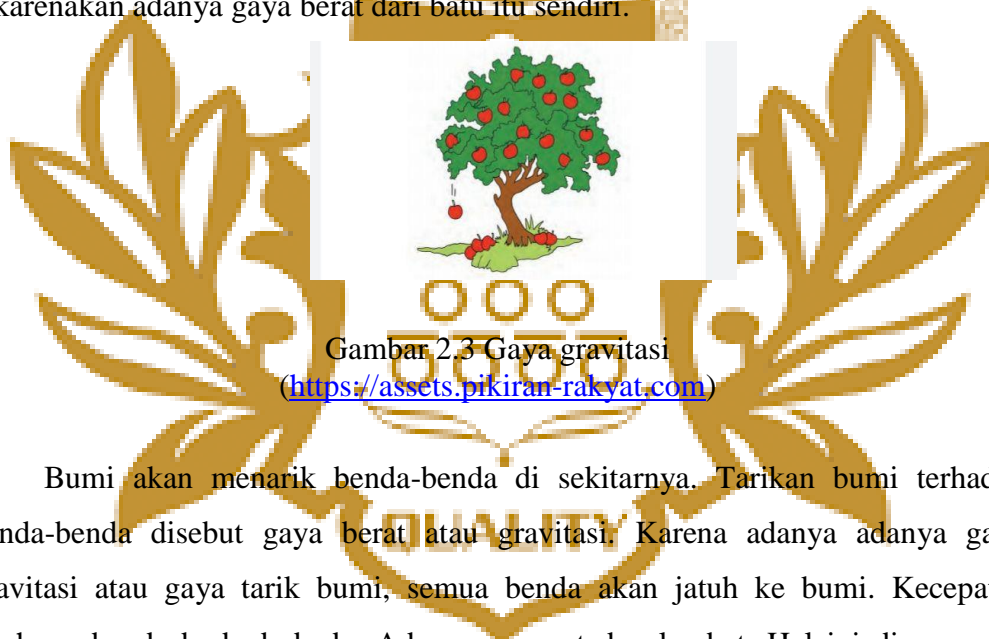 karenakan adanya gaya berat dari batu itu sendiri.
Gambar 2.3 Gaya gravitasi
(https://assets.pikiran-rakyat.com)
Bumi akan menarik benda-benda di sekitarnya. Tarikan bumi terhad
nda-benda disebut gaya berat atau gravitasi. Karena adanya adanya ga
QUALITY
avitasi atau gaya tarik bumi, semua benda akan jatuh ke bumi. Kecepat